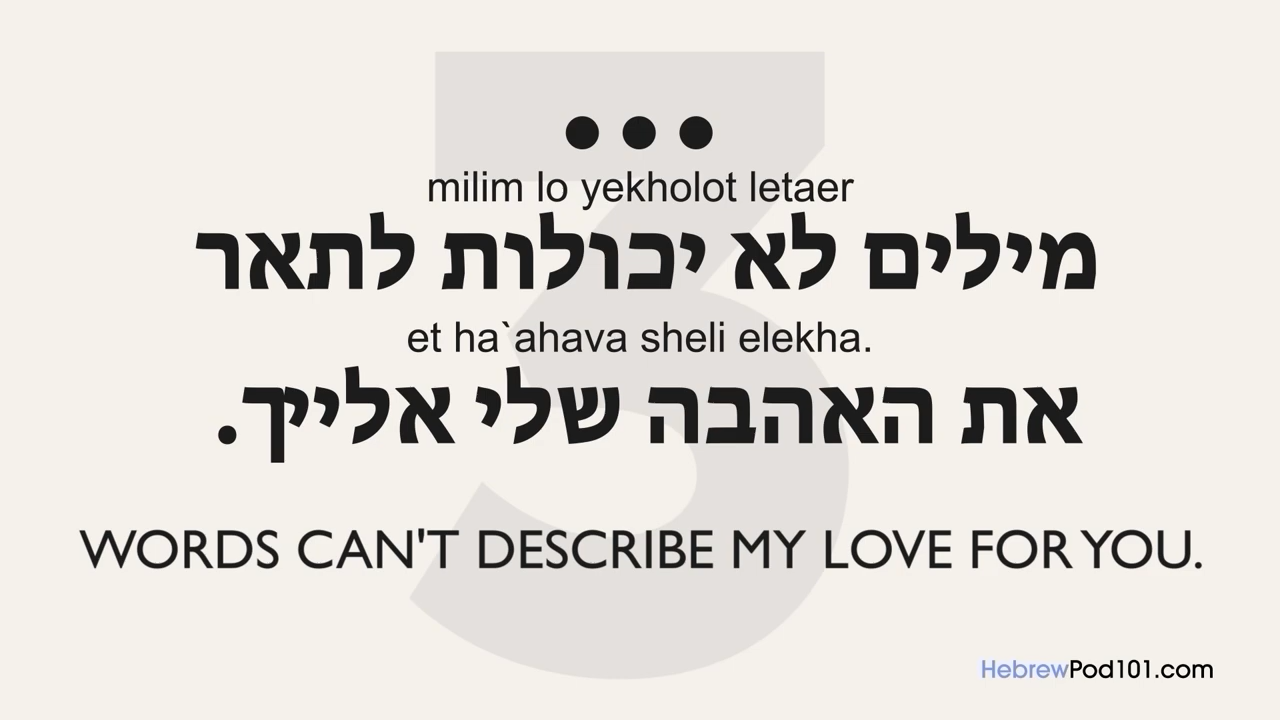 3
•••
milim lo yekholot letaer
מילים לא יכולות לתאר
et ha`ahava sheli elekha.
את האהבה שלי אלייך.
WORDS CAN'T DESCRIBE MY LOVE FOR YOU.
HebrewPod101.com